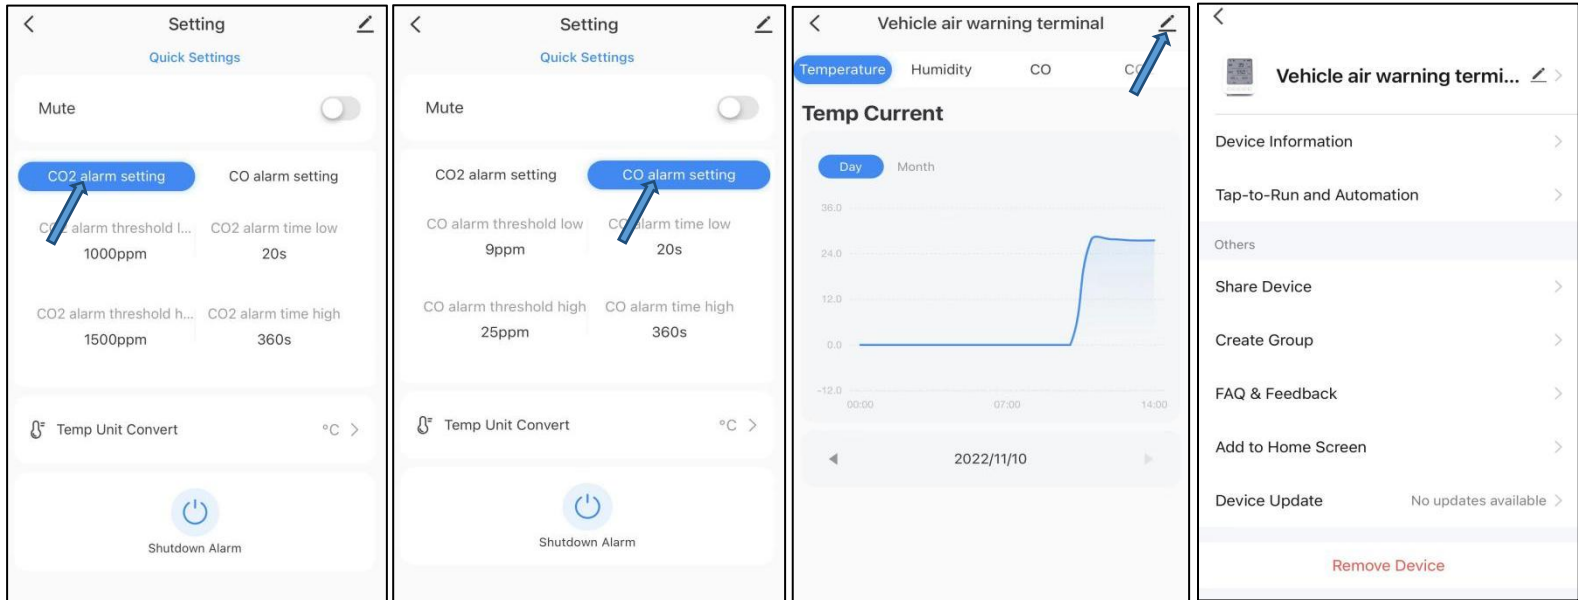 Setting
Quick Settings
Mute
CO2 alarm setting CO alarm setting
CO2 alarm threshold l... CO2 alarm time low
1000ppm 20s
CO2 alarm threshold h... CO2 alarm time high
1500ppm 360s
Temp Unit Convert °C
Shutdown Alarm
Setting
Quick Settings
Mute
CO2 alarm setting CO alarm setting
CO alarm threshold low CO alarm time low
9ppm 20s
CO alarm threshold high CO alarm time high
25ppm 360s
Temp Unit Convert °C
Shutdown Alarm
Vehicle air warning terminal
Temperature Humidity CO
Temp Current
Day Month
36.0
24.0
12.0
0.0
-12.0
00:00 07:00 14:00
2022/11/10
Vehicle air warning termi...
Device Information
Tap-to-Run and Automation
Others
Share Device
Create Group
FAQ & Feedback
Add to Home Screen
Device Update No updates available
Remove Device